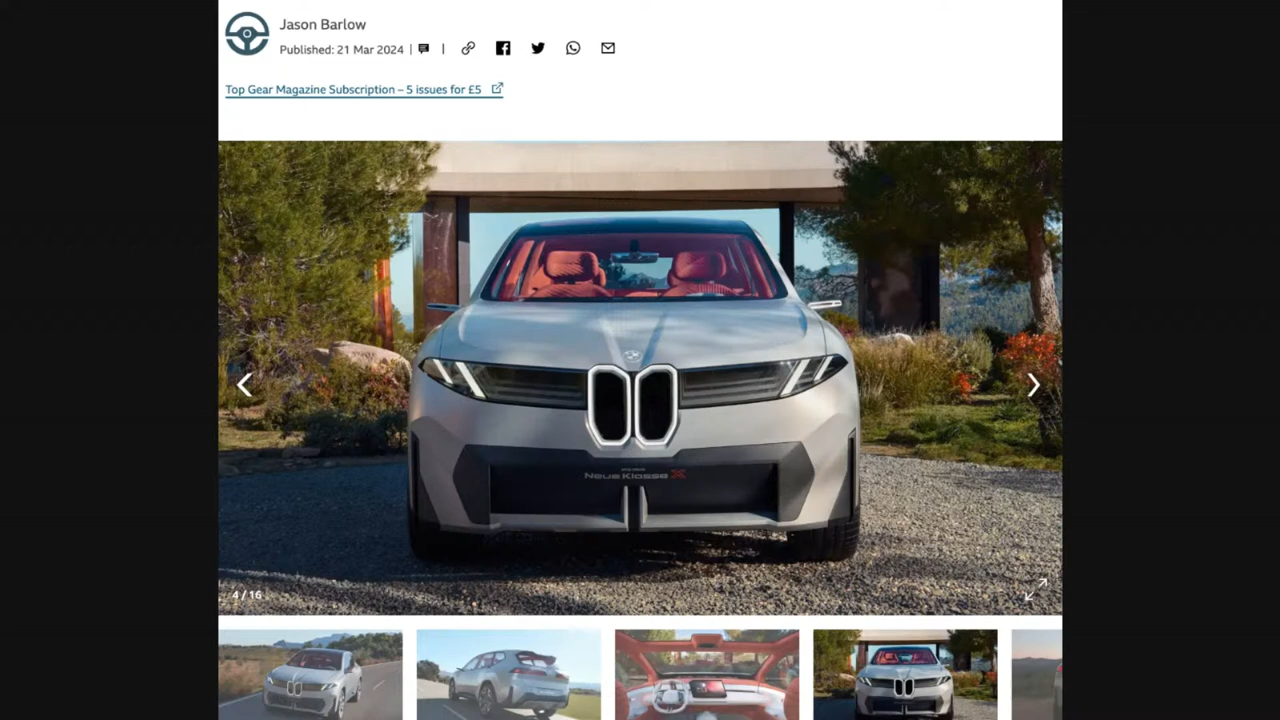 Jason Barlow
Published: 21 Mar 2024
Top Gear Magazine Subscription – 5 issues for £5
Neue Klasse X
4 / 16